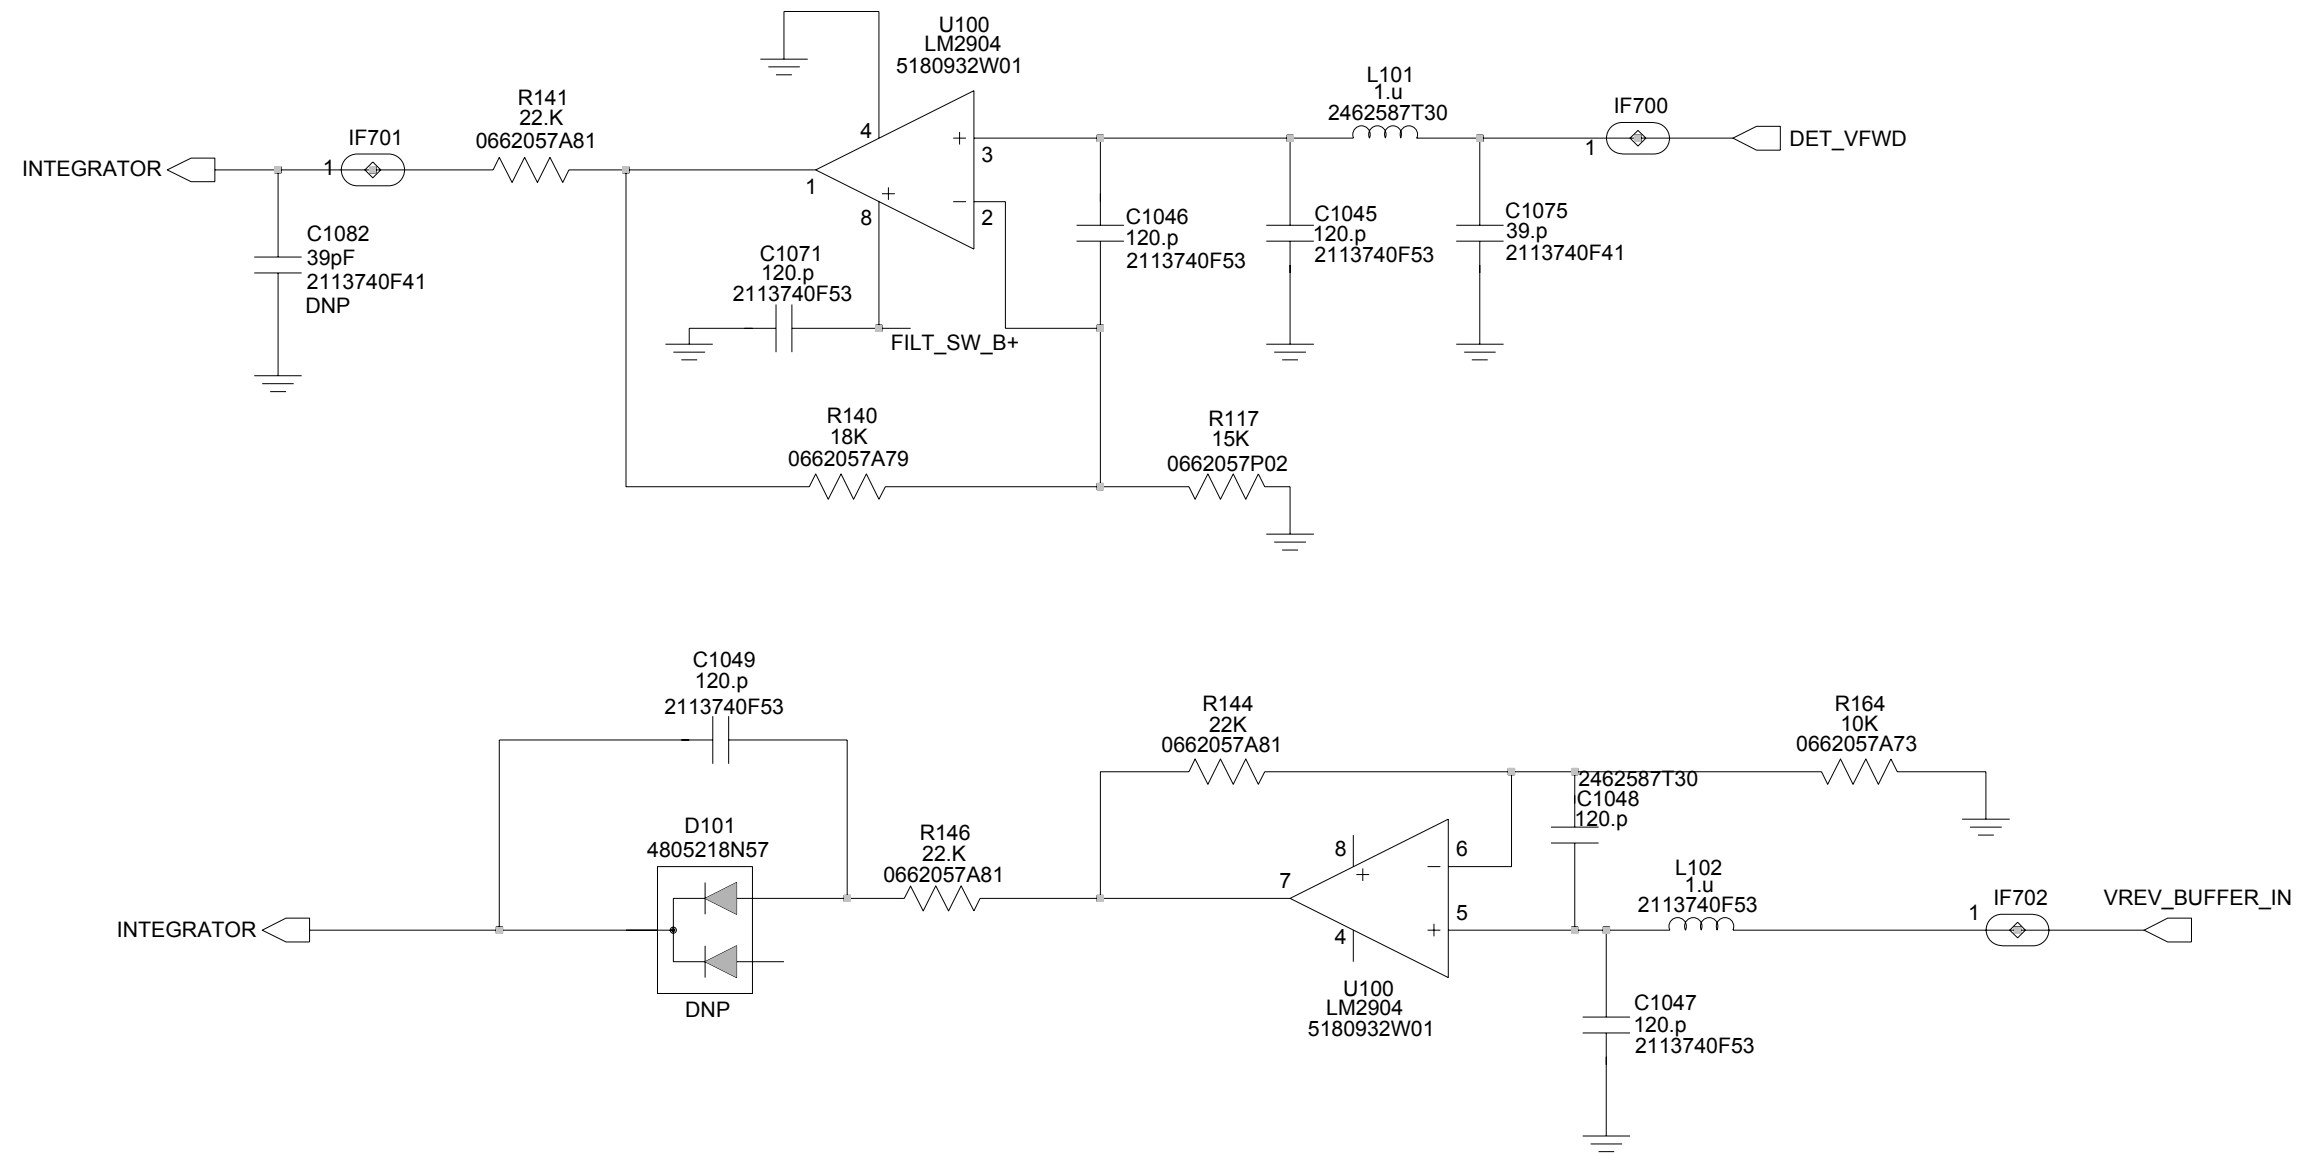 U100
LM2904
5180932W01
4
+
3
1
+
8
−
2
L101
1.u
2462587T30
IF700
1
DET_VFWD
R141
22.K
0662057A81
IF701
1
INTEGRATOR
C1082
39pF
2113740F41
DNP
C1071
120.p
2113740F53
FILT_SW_B+
C1046
120.p
2113740F53
C1045
120.p
2113740F53
C1075
39.p
2113740F41
R140
18K
0662057A79
R117
15K
0662057P02
C1049
120.p
2113740F53
D101
4805218N57
DNP
INTEGRATOR
R146
22.K
0662057A81
R144
22K
0662057A81
R164
10K
0662057A73
2462587T30
C1048
120.p
8
+
6
−
7
5
+
4
U100
LM2904
5180932W01
L102
1.u
2113740F53
IF702
1
VREV_BUFFER_IN
C1047
120.p
2113740F53